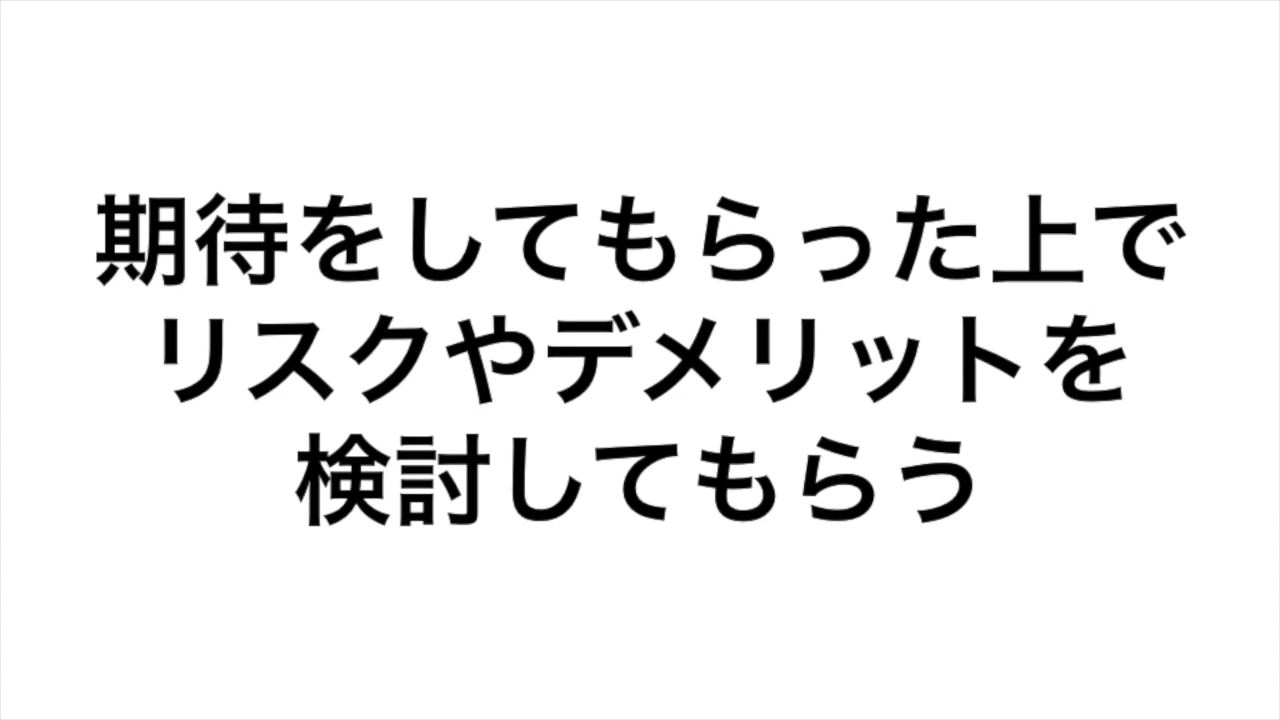 期待をしてもらった上で
リスクやデメリットを
検討してもらう